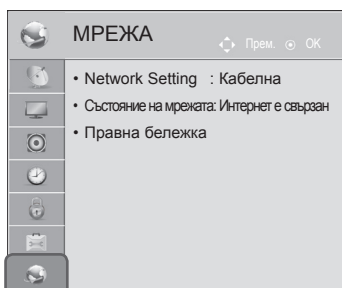 МРЕЖА
Прем. OK
• Network Setting : Кабелна
• Състояние на мрежата: Интернет е свързан
• Правна бележка